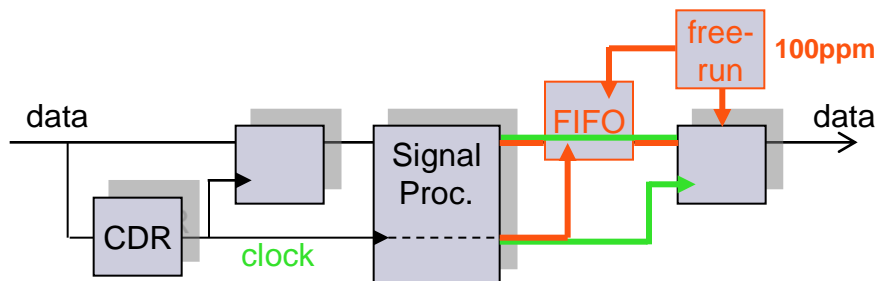 free-
run
100ppm
data
FIFO
data
Signal
Proc.
CDR
clock